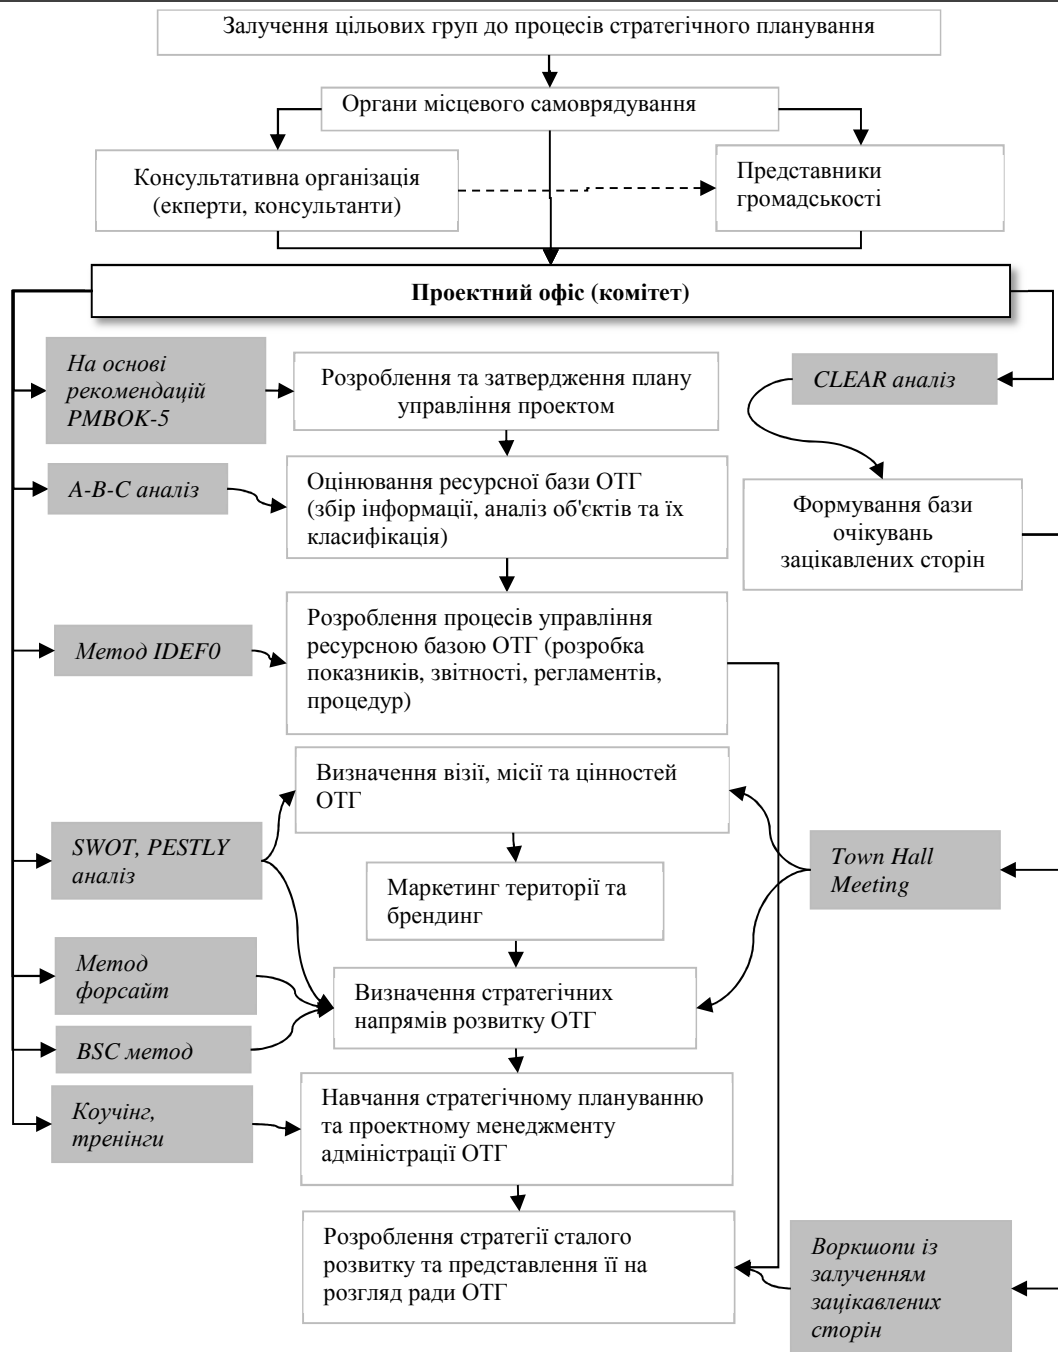 Залучення цільових груп до процесів стратегічного планування
Органи місцевого самоврядування
Консультативна організація
(експерти, консультанти)
Представники
громадськості
Проектний офіс (комітет)
На основі
рекомендацій
PMBOK-5
Розроблення та затвердження плану
управління проектом
CLEAR аналіз
A-B-C аналіз
Оцінювання ресурсної бази ОТГ
(збір інформації, аналіз об'єктів та їх
класифікація)
Формування бази
очікувань
зацікавлених сторін
Метод IDEF0
Розроблення процесів управління
ресурсною базою ОТГ (розробка
показників, звітності, регламентів,
процедур)
Визначення візії, місії та цінностей
ОТГ
SWOT, PESTLY
аналіз
Town Hall
Meeting
Маркетинг території та
брендинг
Метод
форсайт
Визначення стратегічних
напрямів розвитку ОТГ
BSC метод
Коучінг,
тренінги
Навчання стратегічному плануванню
та проектному менеджменту
адміністрації ОТГ
Розроблення стратегії сталого
розвитку та представлення її на
розгляд ради ОТГ
Воркшопи із
залученням
зацікавлених
сторін